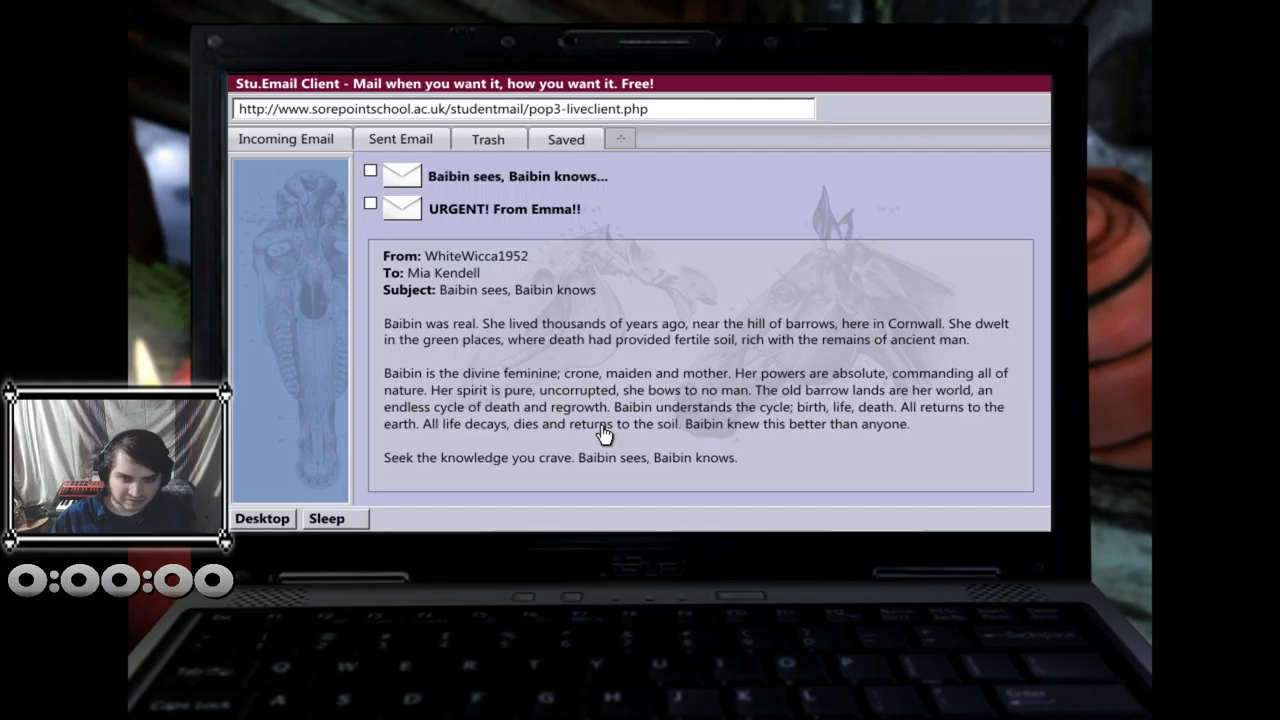 Stu.Email Client - Mail when you want it, how you want it. Free!
http://www.sorepointschool.ac.uk/studentmail/pop3-liveclient.php
Incoming Email Sent Email Trash Saved
Baibin sees, Baibin knows...
URGENT! From Emma!!
From: WhiteWicca1952
To: Mia Kendell
Subject: Baibin sees, Baibin knows
Baibin was real. She lived thousands of years ago, near the hill of barrows, here in Cornwall. She dwelt
in the green places, where death had provided fertile soil, rich with the remains of ancient man.
Baibin is the divine feminine; crone, maiden and mother. Her powers are absolute, commanding all of
nature. Her spirit is pure, uncorrupted, she bows to no man. The old barrow lands are her world, an
endless cycle of death and regrowth. Baibin understands the cycle; birth, life, death. All returns to the
earth. All life decays, dies and returns to the soil. Baibin knew this better than anyone.
Seek the knowledge you crave. Baibin sees, Baibin knows.
Desktop Sleep
0:00:00
Q W E R T Y U I O P
Caps Lock A S D F G H J K L Enter